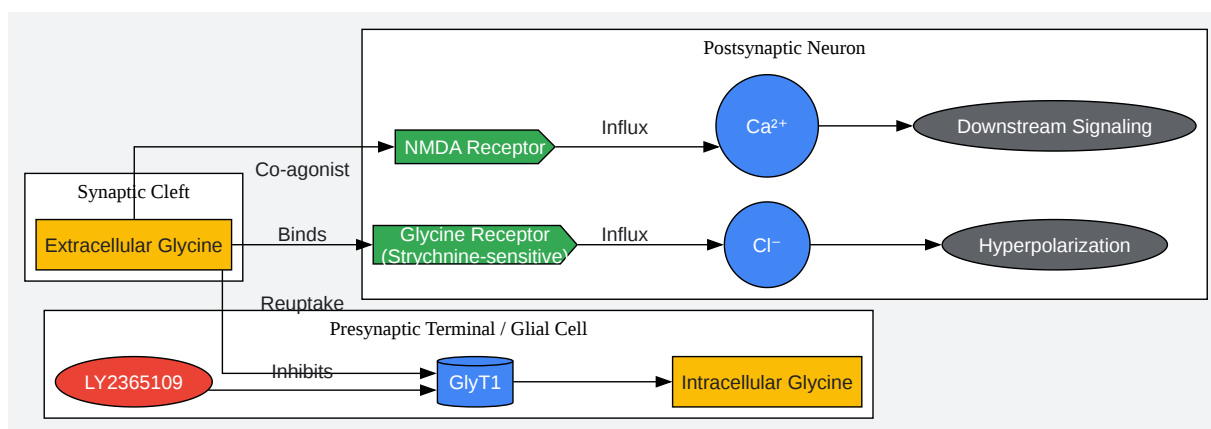 Postsynaptic Neuron
Ca²⁺
Influx
Downstream Signaling
NMDA Receptor
Co-agonist
Synaptic Cleft
Extracellular Glycine
Binds
Glycine Receptor
(Strychnine-sensitive)
Influx
Cl⁻
Hyperpolarization
Reuptake
Presynaptic Terminal / Glial Cell
LY2365109
Inhibits
GlyT1
Intracellular Glycine